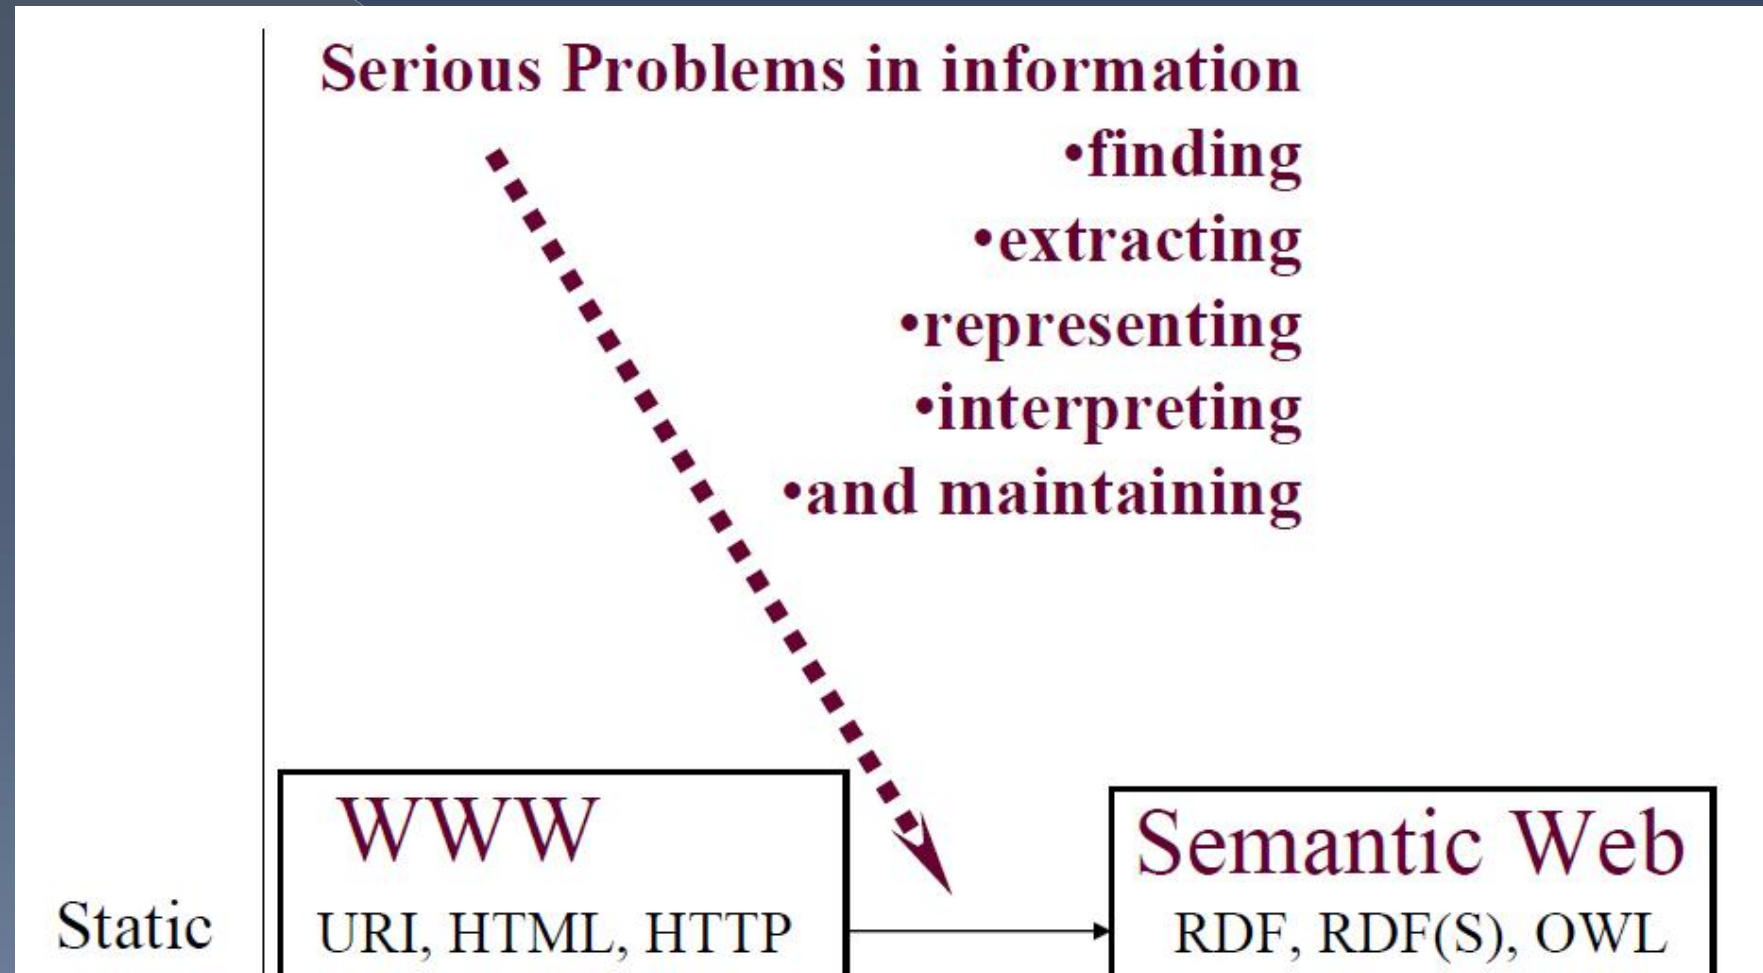 Serious Problems in information
•finding
•extracting
•representing
•interpreting
•and maintaining
WWW
URI, HTML, HTTP
Semantic Web
RDF, RDF(S), OWL
Static